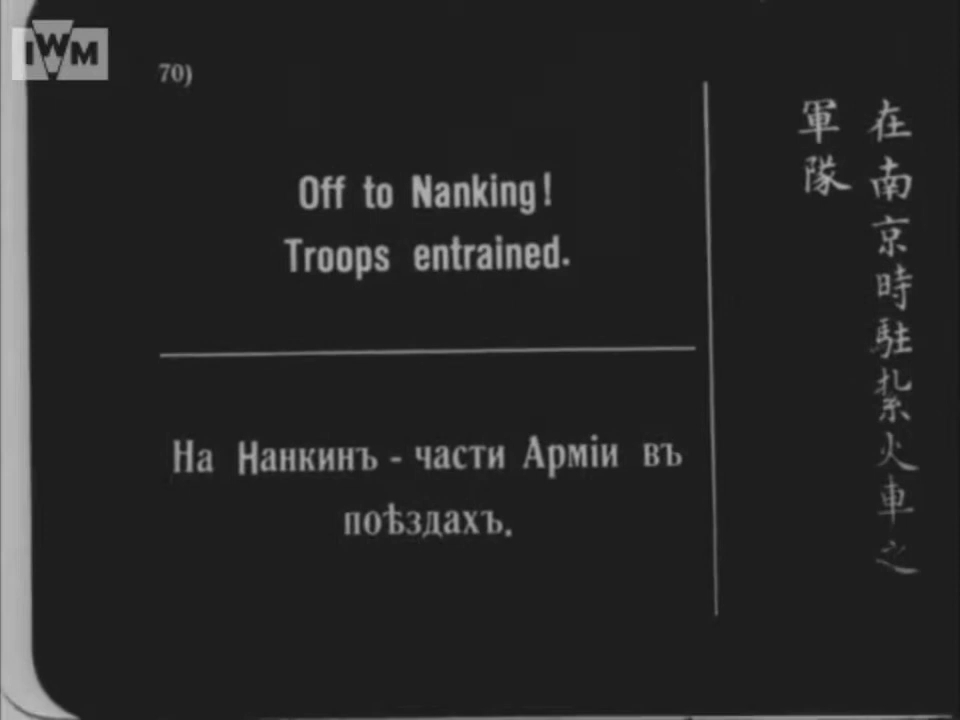 IWM
70)
Off to Nanking!
Troops entrained.
На Нанкинъ - части Арміи въ
поѣздахъ.
在南京時駐紮火車之
軍隊